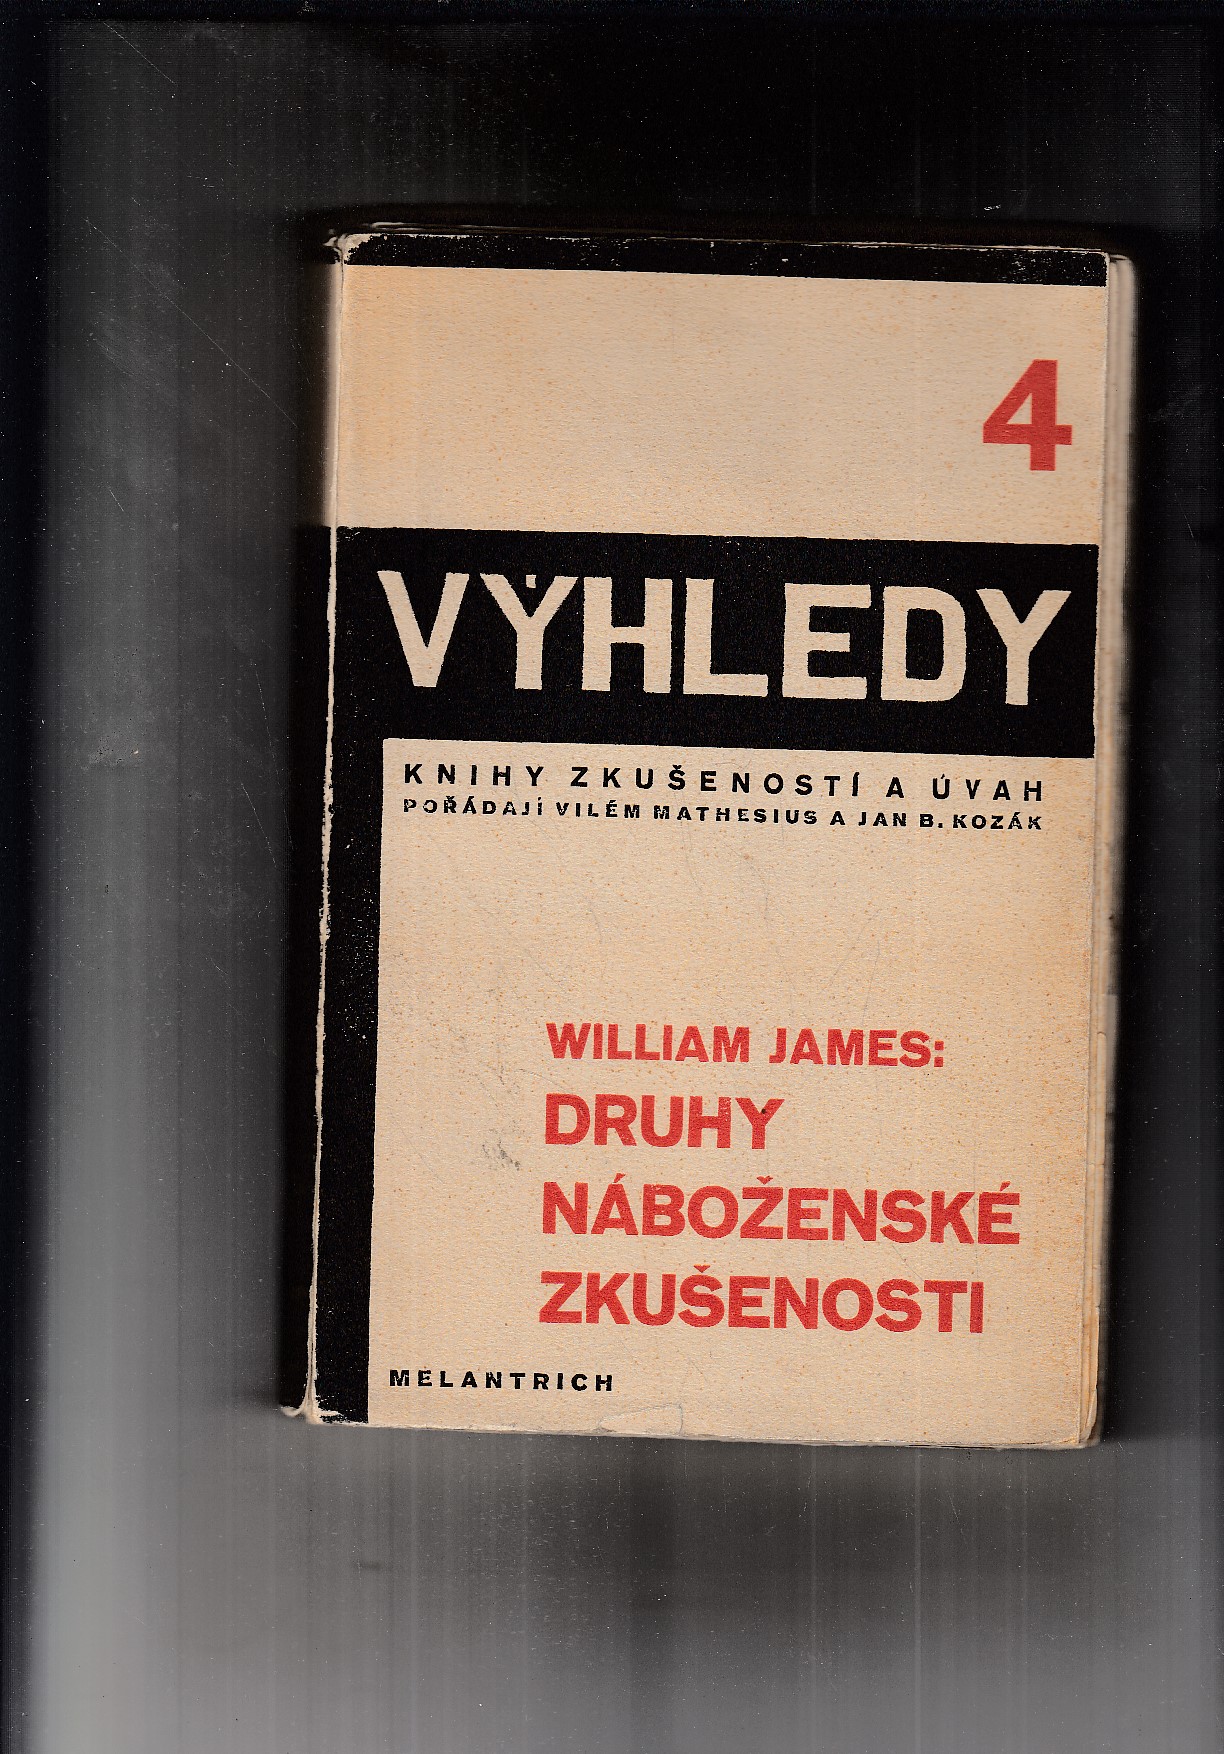 4
VÝHLEDY
KNIHY ZKUŠENOSTÍ A ÚVAH
POŘÁDAJÍ VILÉM MATHESIUS A JAN B. KOZÁK
WILLIAM JAMES:
DRUHY
NÁBOŽENSKÉ
ZKUŠENOSTI
MELANTRICH